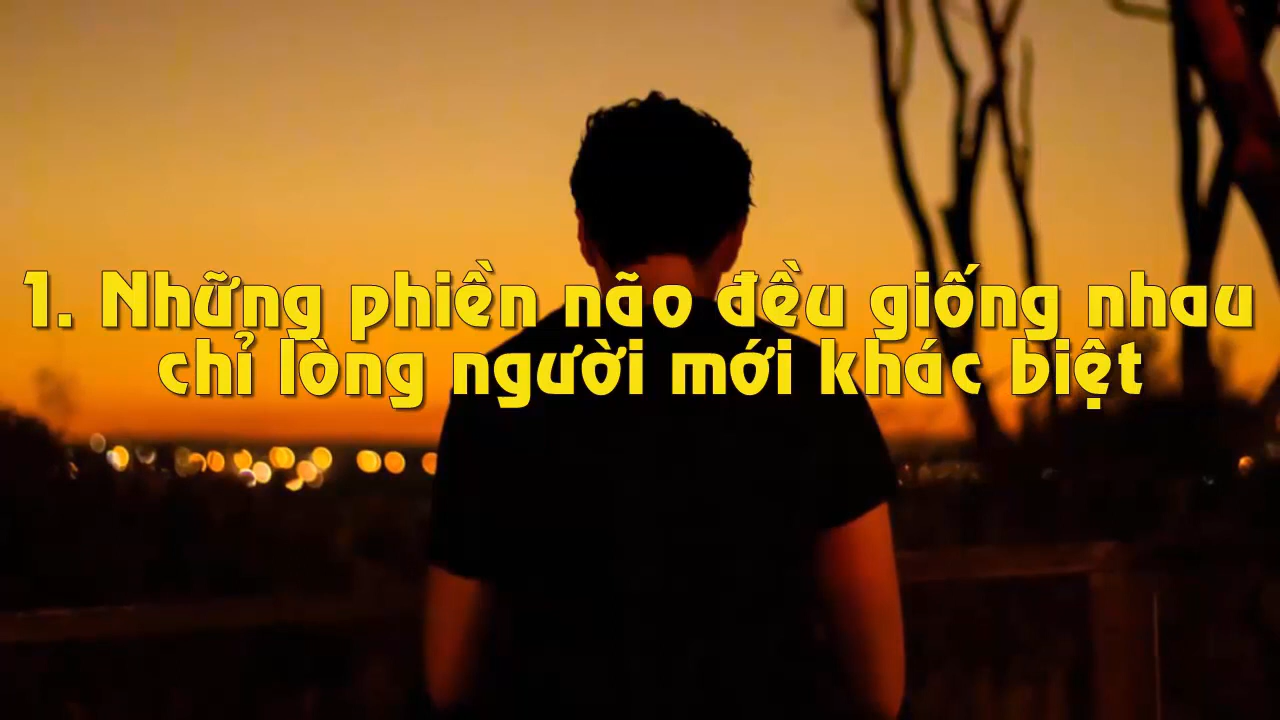 1. Những phiền não đều giống nhau
chỉ lòng người mới khác biệt